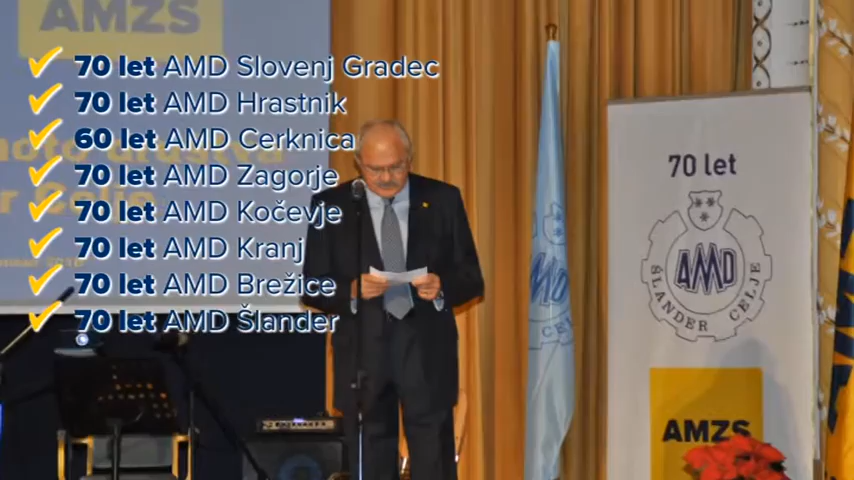 AMZS
70 let AMD Slovenj Gradec
70 let AMD Hrastnik
60 let AMD Cerknica
70 let AMD Zagorje
70 let AMD Kočevje
70 let AMD Kranj
70 let AMD Brežice
70 let AMD Šlander
70 let
AMD
ŠLANDER CELJE
AMZS
AMD